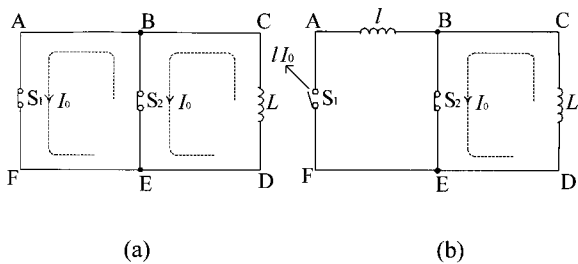 A B C
S₁ I₀ S₂ I₀ L
F E D
(a)
A l B C
lI₀
S₁ S₂ I₀ L
F E D
(b)